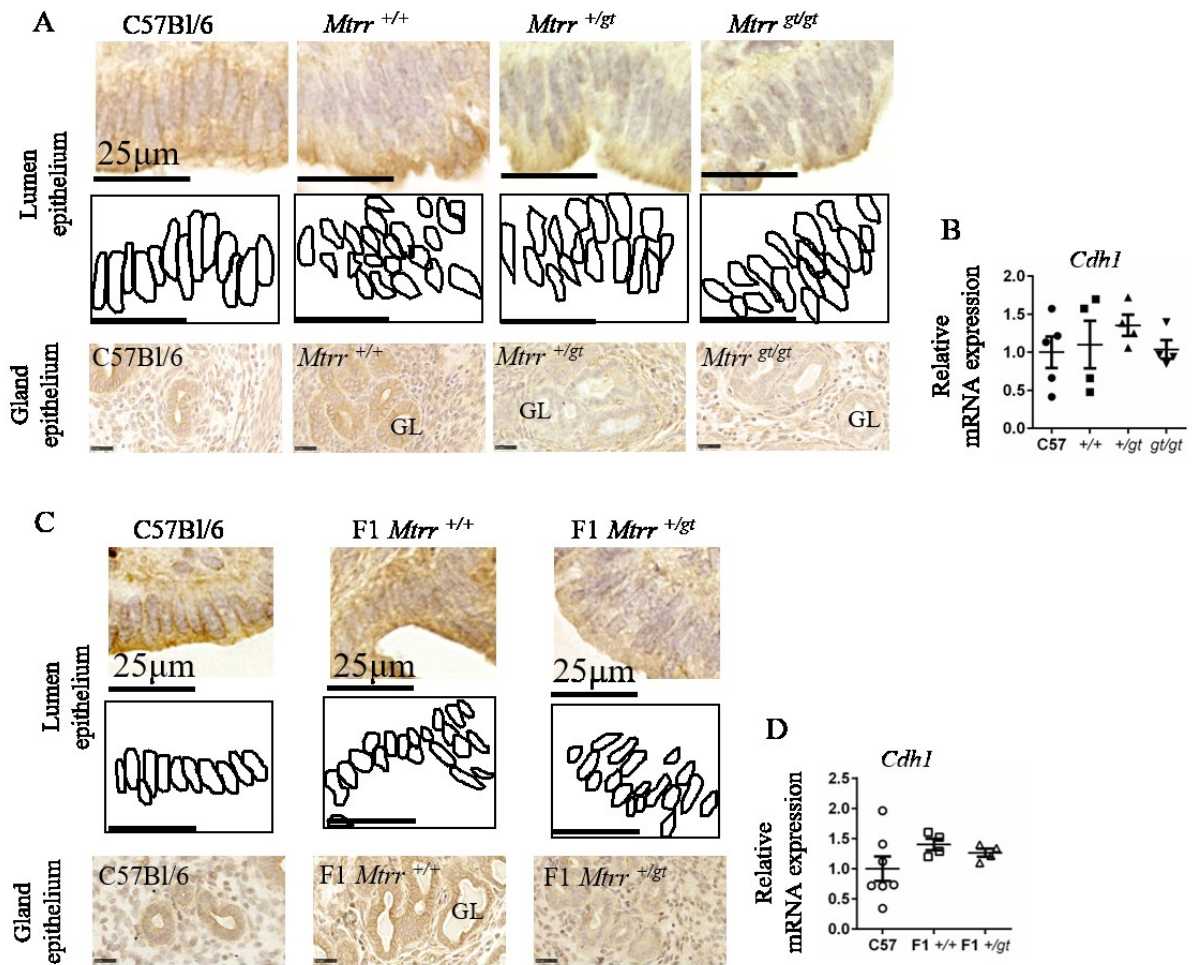 A
C57Bl/6 Mtrr +/+ Mtrr +/gt Mtrr gt/gt
Lumen
epithelium
25μm
Gland
epithelium
C57Bl/6 Mtrr +/+ Mtrr +/gt Mtrr gt/gt
GL GL GL
B
Cdh1
Relative
mRNA expression
2.0
1.5
1.0
0.5
0.0
C57 +/+ +/gt gt/gt
C
C57Bl/6 F1 Mtrr +/+ F1 Mtrr +/gt
Lumen
epithelium
25μm 25μm 25μm
Gland
epithelium
C57Bl/6 F1 Mtrr +/+ F1 Mtrr +/gt
GL
D
Cdh1
Relative
mRNA expression
2.5
2.0
1.5
1.0
0.5
0.0
C57 F1 +/+ F1 +/gt